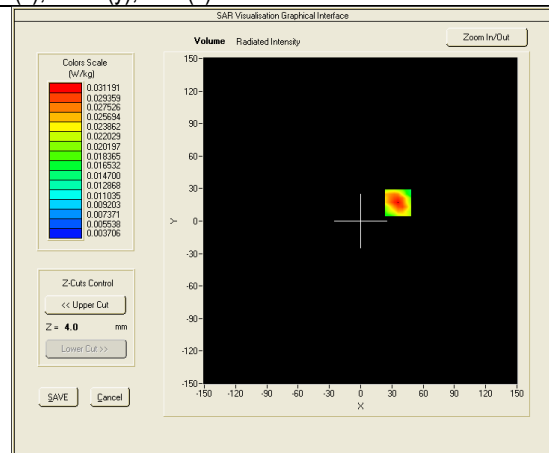 SAR Visualisation Graphical Interface
Volume Radiated Intensity
Zoom In/Out
Colors Scale
(W/kg)
0.031191
0.029359
0.027526
0.025694
0.023862
0.022029
0.020197
0.018365
0.016532
0.014700
0.012868
0.011035
0.009203
0.007371
0.005538
0.003706
Z-Cuts Control
<< Upper Cut
Z = 4.0 mm
Lower Cut >>
SAVE Cancel
150
120
90
60
30
0
-30
-60
-90
-120
-150
Y
-150 -120 -90 -60 -30 0 30 60 90 120 150
X